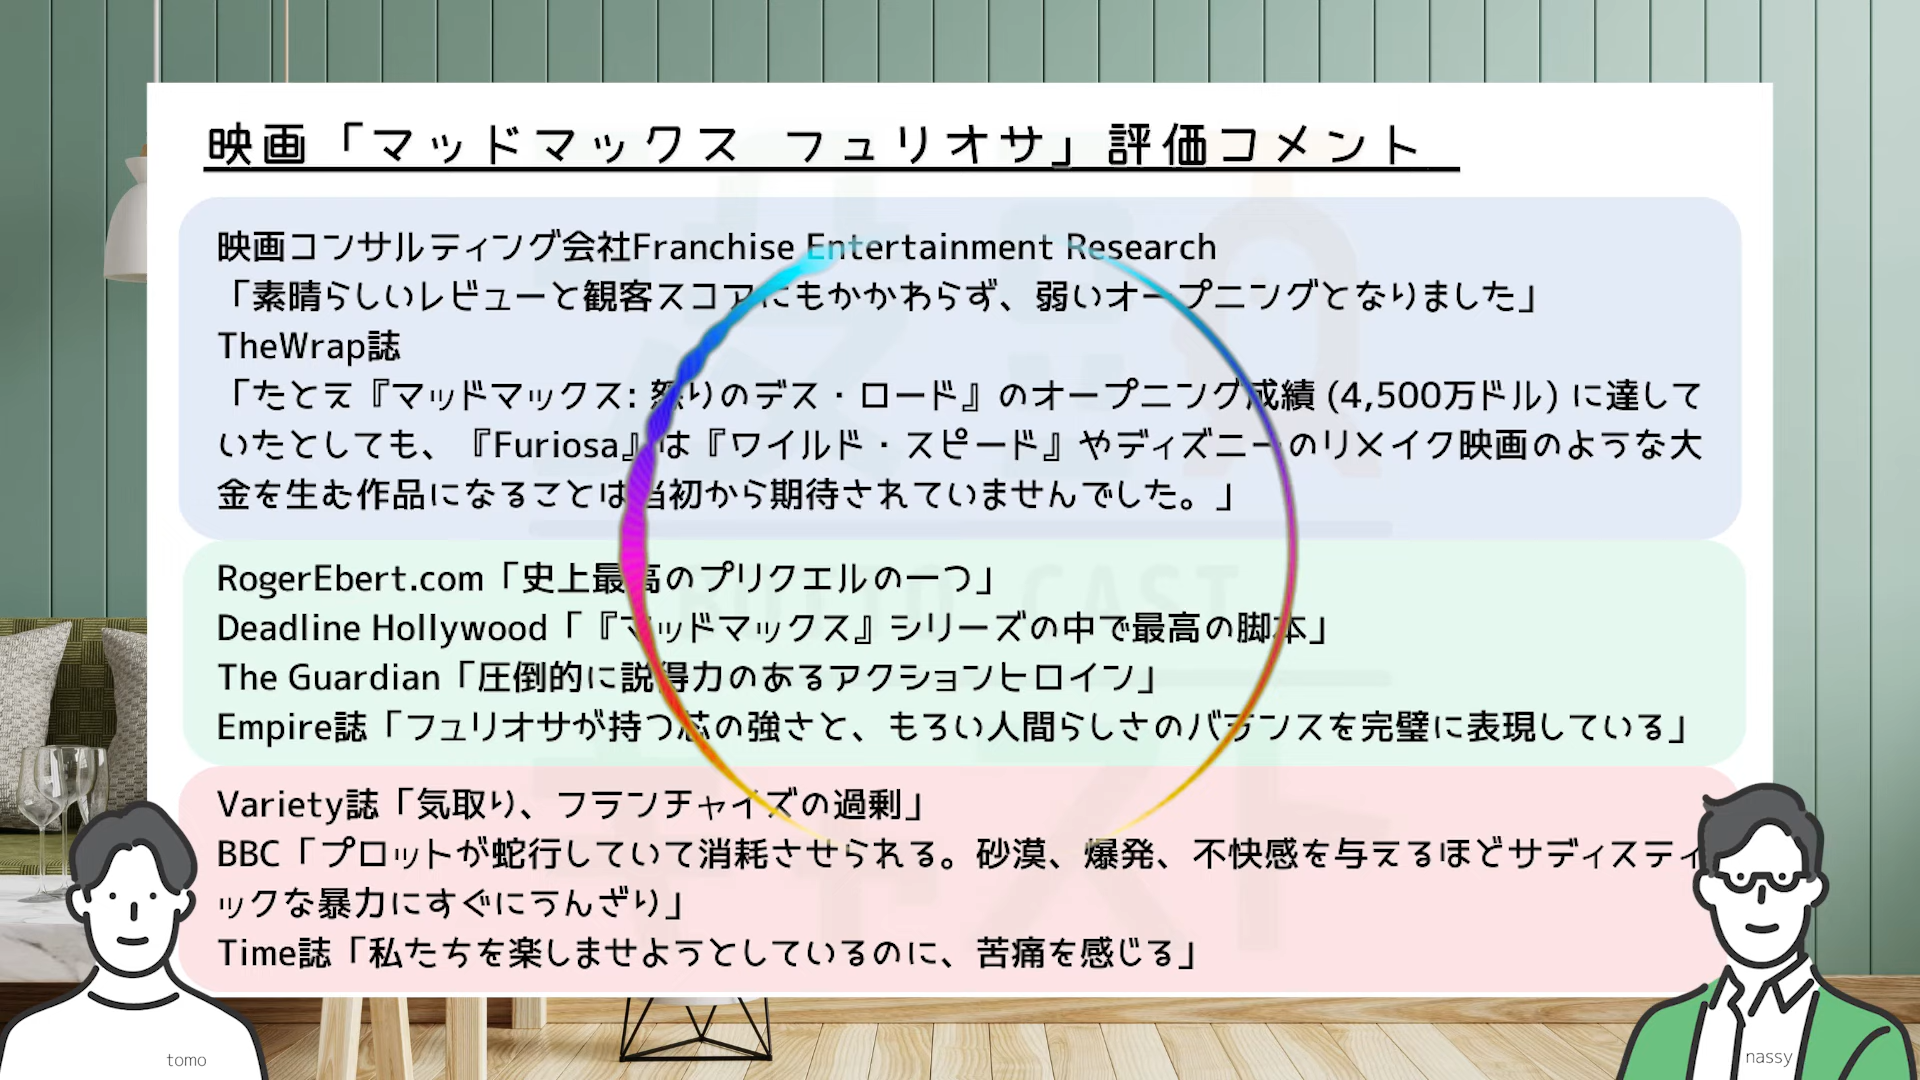 映画「マッドマックス フュリオサ」評価コメント
映画コンサルティング会社Franchise Entertainment Research
「素晴らしいレビューと観客スコアにもかかわらず、弱いオープニングとなりました」
TheWrap誌
「たとえ『マッドマックス: 怒りのデス・ロード』のオープニング成績 (4,500万ドル) に達して
いたとしても、『Furiosa』は『ワイルド・スピード』やディズニーのリメイク映画のような大
金を生む作品になることは当初から期待されていませんでした。」
RogerEbert.com「史上最高のプリクエルの一つ」
Deadline Hollywood「『マッドマックス』シリーズの中で最高の脚本」
The Guardian「圧倒的に説得力のあるアクションヒロイン」
Empire誌「フュリオサが持つ芯の強さと、もろい人間らしさのバランスを完璧に表現している」
Variety誌「気取り、フランチャイズの過剰」
BBC「プロットが蛇行していて消耗させられる。砂漠、爆発、不快感を与えるほどサディスティ
ックな暴力にすぐにうんざり」
Time誌「私たちを楽しませようとしているのに、苦痛を感じる」
tomo
nassy